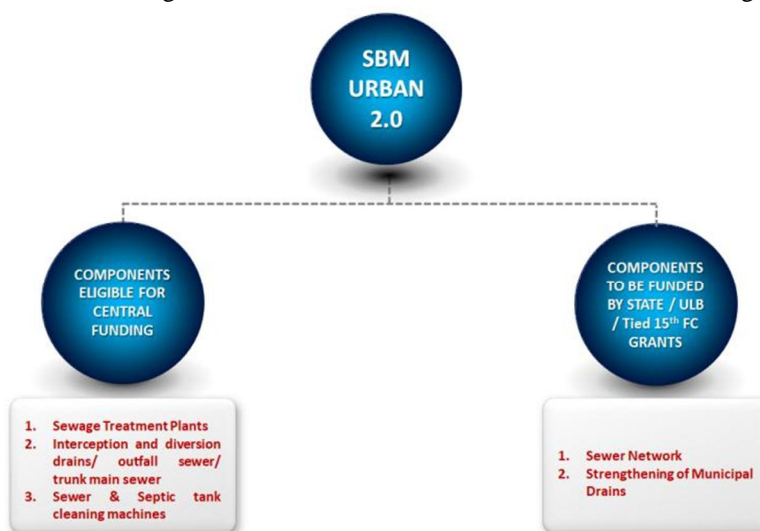 SBM
URBAN
2.0
COMPONENTS
ELIGIBLE FOR
CENTRAL
FUNDING
COMPONENTS
TO BE FUNDED
BY STATE / ULB
/ Tied 15th FC
GRANTS
1. Sewage Treatment Plants
2. Interception and diversion
drains/ outfall sewer/
trunk main sewer
3. Sewer & Septic tank
cleaning machines
1. Sewer Network
2. Strengthening of Municipal
Drains